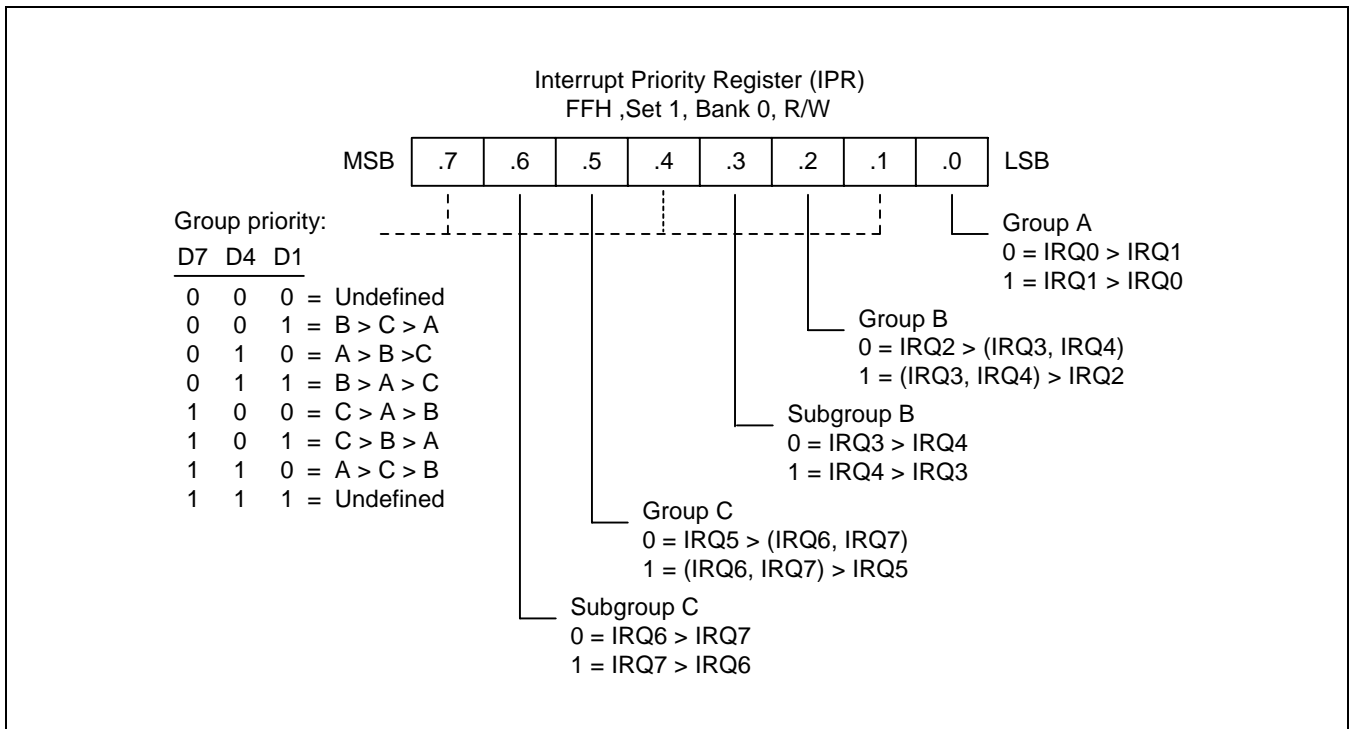 Interrupt Priority Register (IPR)
FFH ,Set 1, Bank 0, R/W
MSB .7 .6 .5 .4 .3 .2 .1 .0 LSB
Group priority:
D7 D4 D1
0 0 0 = Undefined
0 0 1 = B > C > A
0 1 0 = A > B >C
0 1 1 = B > A > C
1 0 0 = C > A > B
1 0 1 = C > B > A
1 1 0 = A > C > B
1 1 1 = Undefined
Group A
0 = IRQ0 > IRQ1
1 = IRQ1 > IRQ0
Group B
0 = IRQ2 > (IRQ3, IRQ4)
1 = (IRQ3, IRQ4) > IRQ2
Subgroup B
0 = IRQ3 > IRQ4
1 = IRQ4 > IRQ3
Group C
0 = IRQ5 > (IRQ6, IRQ7)
1 = (IRQ6, IRQ7) > IRQ5
Subgroup C
0 = IRQ6 > IRQ7
1 = IRQ7 > IRQ6